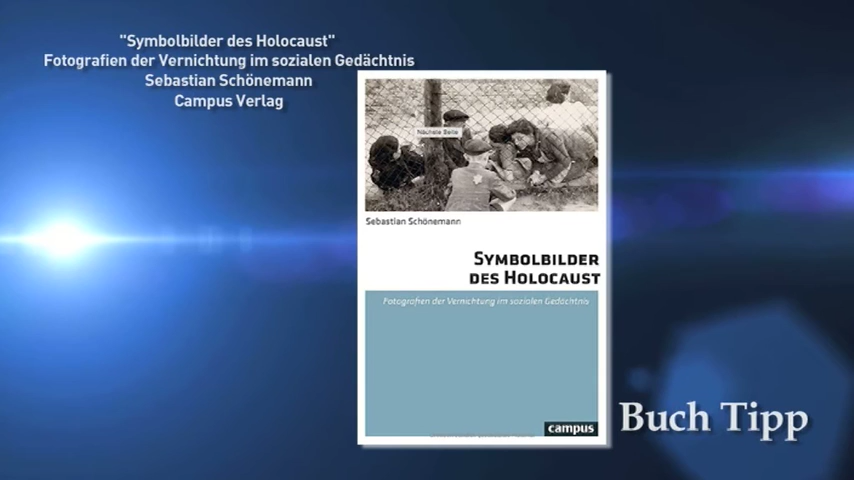 "Symbolbilder des Holocaust"
Fotografien der Vernichtung im sozialen Gedächtnis
Sebastian Schönemann
Campus Verlag
Nächste Seite
Sebastian Schönemann
SYMBOLBILDER
DES HOLOCAUST
Fotografien der Vernichtung im sozialen Gedächtnis
campus
Buch Tipp